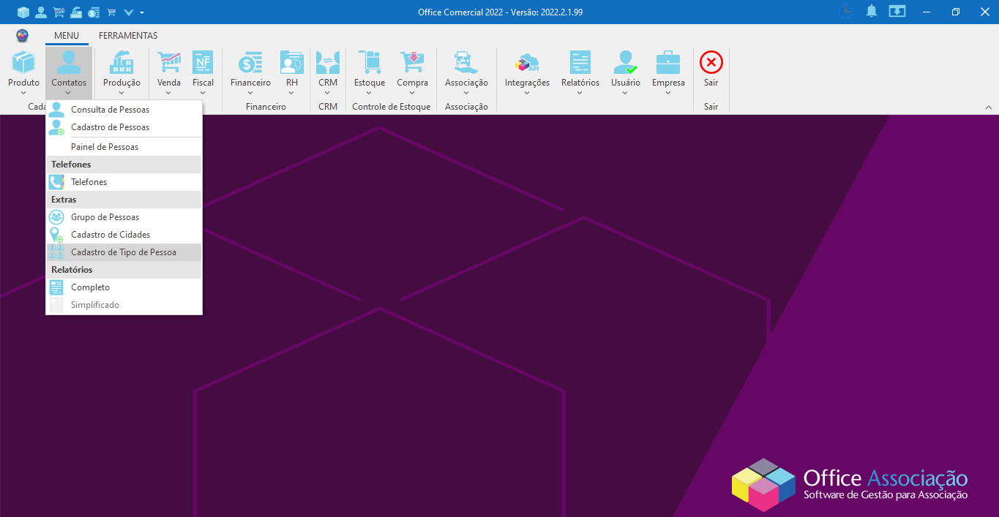 Office Comercial 2022 - Versão: 2022.2.1.99
MENU FERRAMENTAS
Produto Contatos Produção Venda Fiscal Financeiro RH CRM Estoque Compra Associação Integrações Relatórios Usuário Empresa Sair
NF
API
Financeiro CRM Controle de Estoque Associação Sair
Consulta de Pessoas
Cadastro de Pessoas
Painel de Pessoas
Telefones
Telefones
Extras
Grupo de Pessoas
Cadastro de Cidades
Cadastro de Tipo de Pessoa
Relatórios
Completo
Simplificado
Office Associação
Software de Gestão para Associação